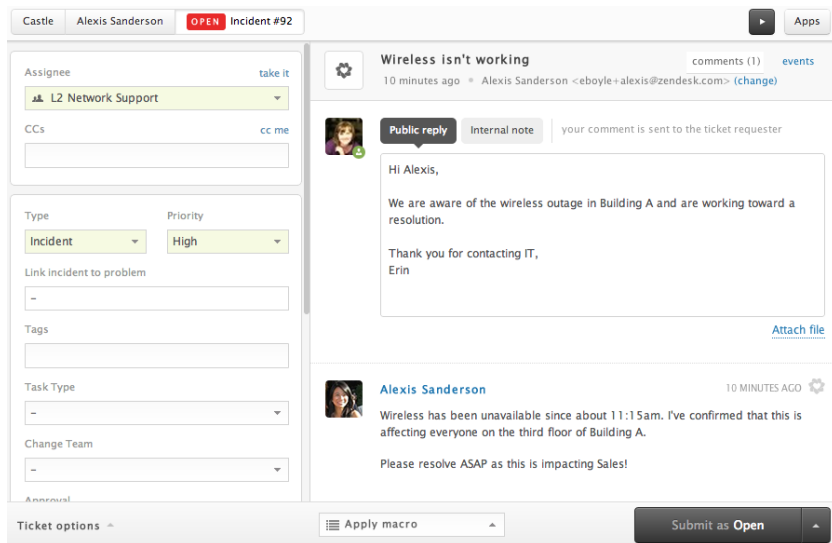 Castle
Alexis Sanderson
OPEN Incident #92
Apps
Assignee
take it
L2 Network Support
CCs
cc me
Type
Priority
Incident
High
Link incident to problem
–
Tags
Task Type
–
Change Team
–
Approval
Ticket options
Wireless isn't working
comments (1)
events
10 minutes ago • Alexis Sanderson <eboyle+alexis@zendesk.com> (change)
Public reply
Internal note
your comment is sent to the ticket requester
Hi Alexis,
We are aware of the wireless outage in Building A and are working toward a
resolution.
Thank you for contacting IT,
Erin
Attach file
Alexis Sanderson
10 MINUTES AGO
Wireless has been unavailable since about 11:15am. I've confirmed that this is
affecting everyone on the third floor of Building A.
Please resolve ASAP as this is impacting Sales!
Apply macro
Submit as Open